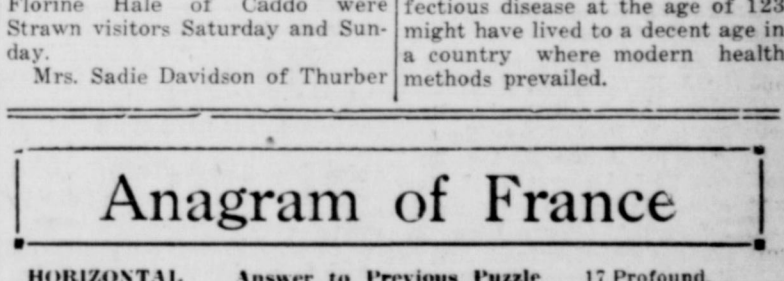 Florine Hale of Caddo were
Strawn visitors Saturday and Sun-
day.
Mrs. Sadie Davidson of Thurber
fectious disease at the age of 123
might have lived to a decent age in
a country where modern health
methods prevailed.
Anagram of France
HORIZONTAL
Answer to Previous Puzzle
17 Profound.